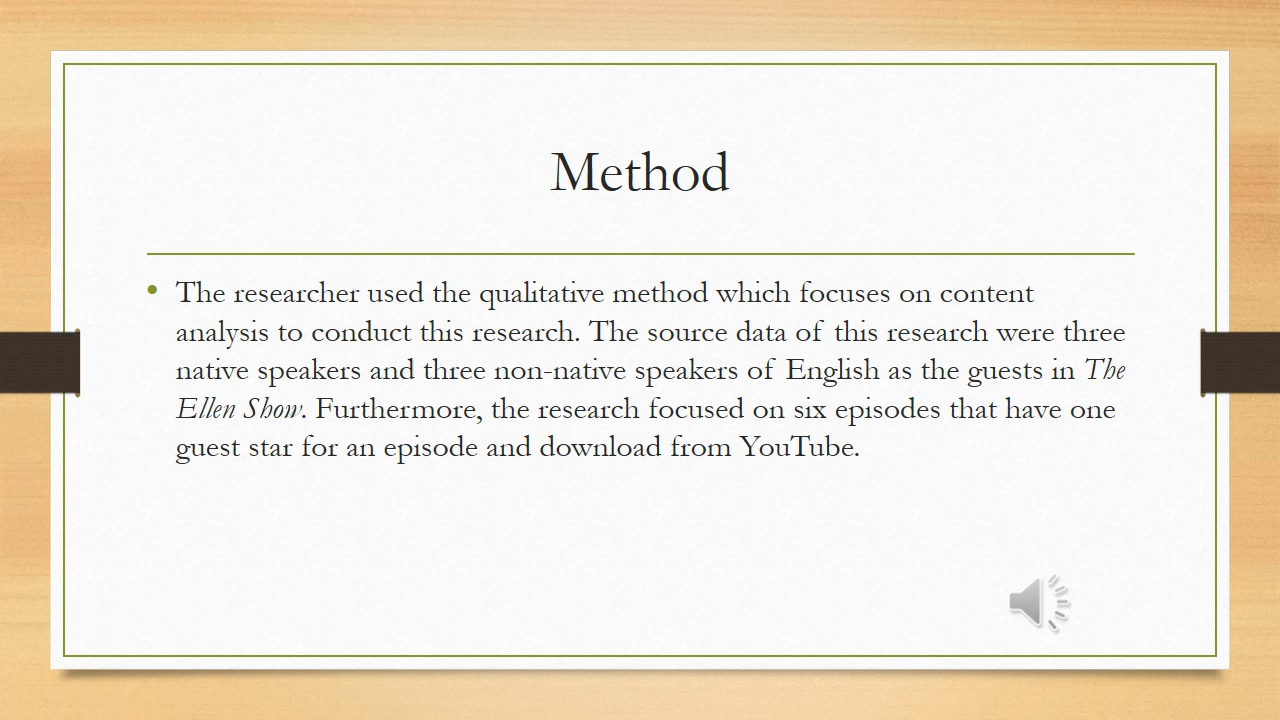 Method
• The researcher used the qualitative method which focuses on content
analysis to conduct this research. The source data of this research were three
native speakers and three non-native speakers of English as the guests in The
Ellen Show. Furthermore, the research focused on six episodes that have one
guest star for an episode and download from YouTube.